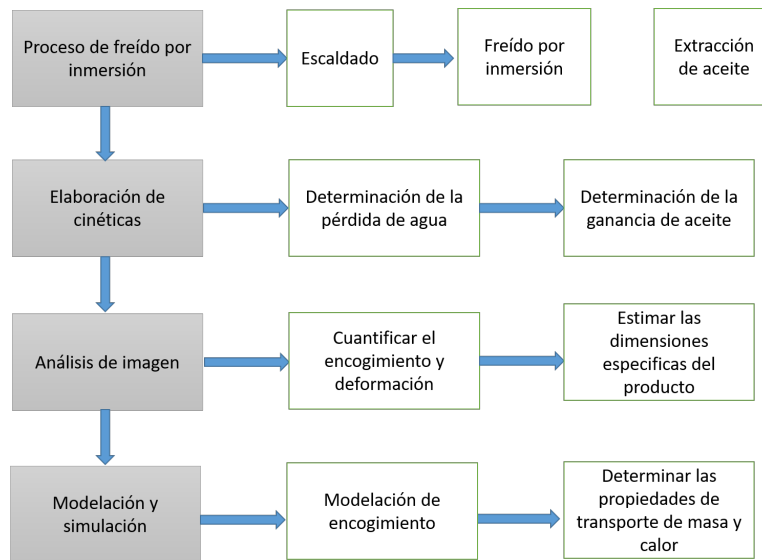 Proceso de freído por
inmersión
Escaldado
Freído por
inmersión
Extracción
de aceite
Elaboración de
cinéticas
Determinación de la
pérdida de agua
Determinación de la
ganancia de aceite
Análisis de imagen
Cuantificar el
encogimiento y
deformación
Estimar las
dimensiones
especificas del
producto
Modelación y
simulación
Modelación de
encogimiento
Determinar las
propiedades de
transporte de masa y
calor